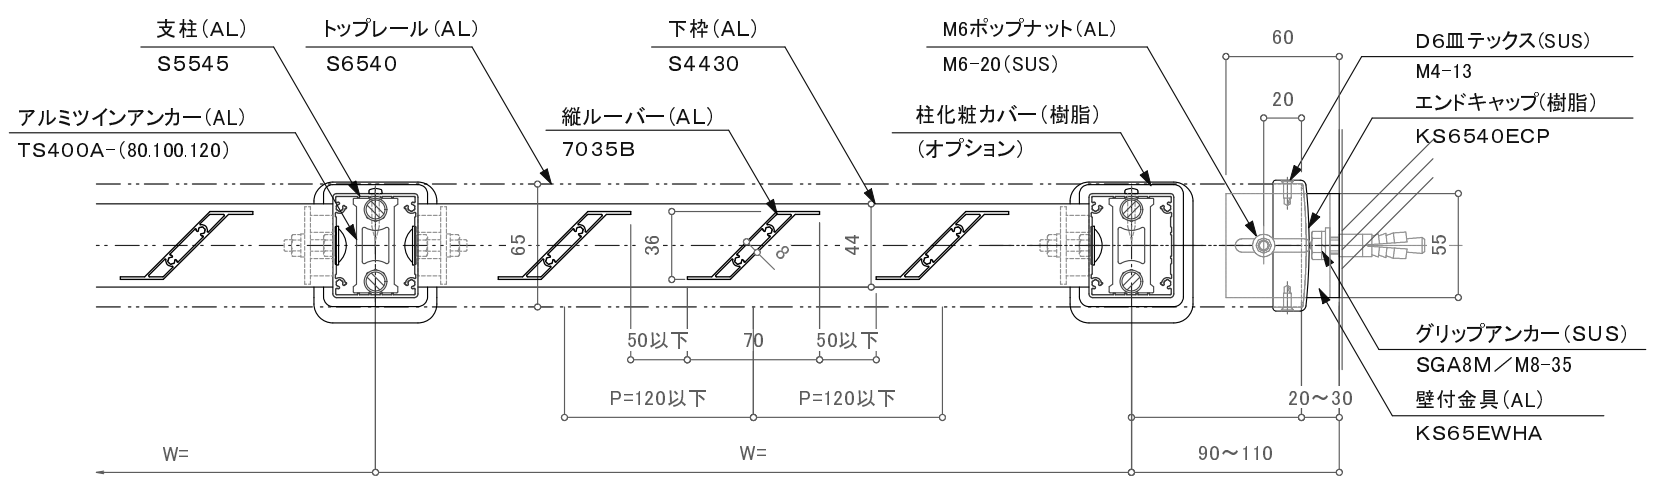 支柱(AL)
S5545
トップレール(AL)
S6540
下枠(AL)
S4430
M6ポップナット(AL)
M6-20(SUS)
60
D6皿テックス(SUS)
M4-13
アルミツインアンカー(AL)
TS400A-(80.100.120)
縦ルーバー(AL)
7035B
柱化粧カバー(樹脂)
(オプション)
20
エンドキャップ(樹脂)
KS6540ECP
65
36
8
44
55
50以下
70
50以下
グリップアンカー(SUS)
SGA8M/M8-35
P=120以下
P=120以下
20~30
壁付金具(AL)
KS65EWHA
W=
W=
90~110